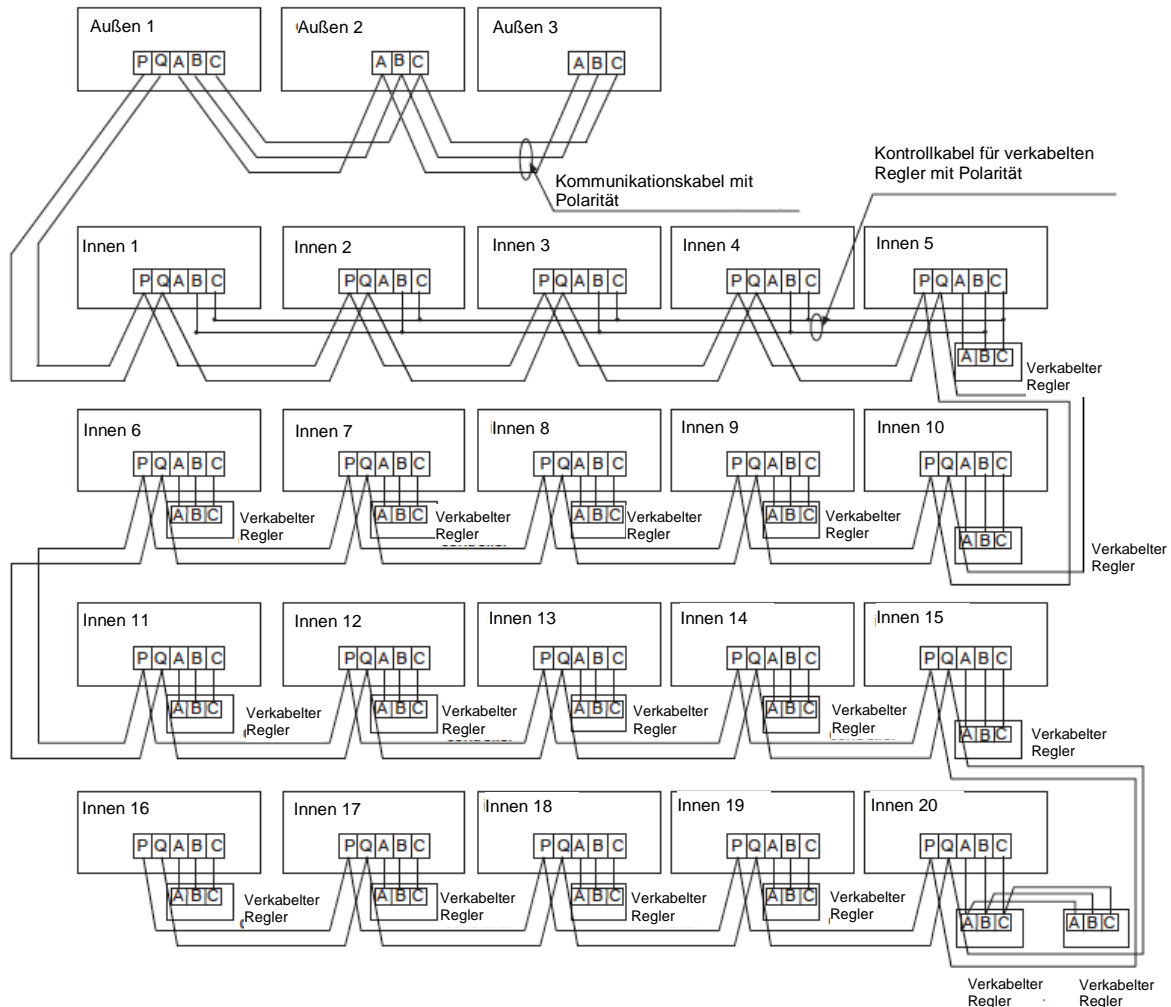 Außen 1
Außen 2
Außen 3
P Q A B C
A B C
A B C
Kontrollkabel für verkabelten
Regler mit Polarität
Kommunikationskabel mit
Polarität
Innen 1
Innen 2
Innen 3
Innen 4
Innen 5
P Q A B C
P Q A B C
P Q A B C
P Q A B C
P Q A B C
A B C
Verkabelter
Regler
Innen 6
Innen 7
Innen 8
Innen 9
Innen 10
P Q A B C
P Q A B C
P Q A B C
P Q A B C
P Q A B C
A B C
Verkabelter
Regler
A B C
Verkabelter
Regler
A B C
Verkabelter
Regler
A B C
Verkabelter
Regler
A B C
Verkabelter
Regler
Innen 11
Innen 12
Innen 13
Innen 14
Innen 15
P Q A B C
P Q A B C
P Q A B C
P Q A B C
P Q A B C
A B C
Verkabelter
Regler
A B C
Verkabelter
Regler
A B C
Verkabelter
Regler
A B C
Verkabelter
Regler
A B C
Verkabelter
Regler
Innen 16
Innen 17
Innen 18
Innen 19
Innen 20
P Q A B C
P Q A B C
P Q A B C
P Q A B C
P Q A B C
A B C
Verkabelter
Regler
A B C
Verkabelter
Regler
A B C
Verkabelter
Regler
A B C
Verkabelter
Regler
A B C
A B C
Verkabelter
Regler
Verkabelter
Regler